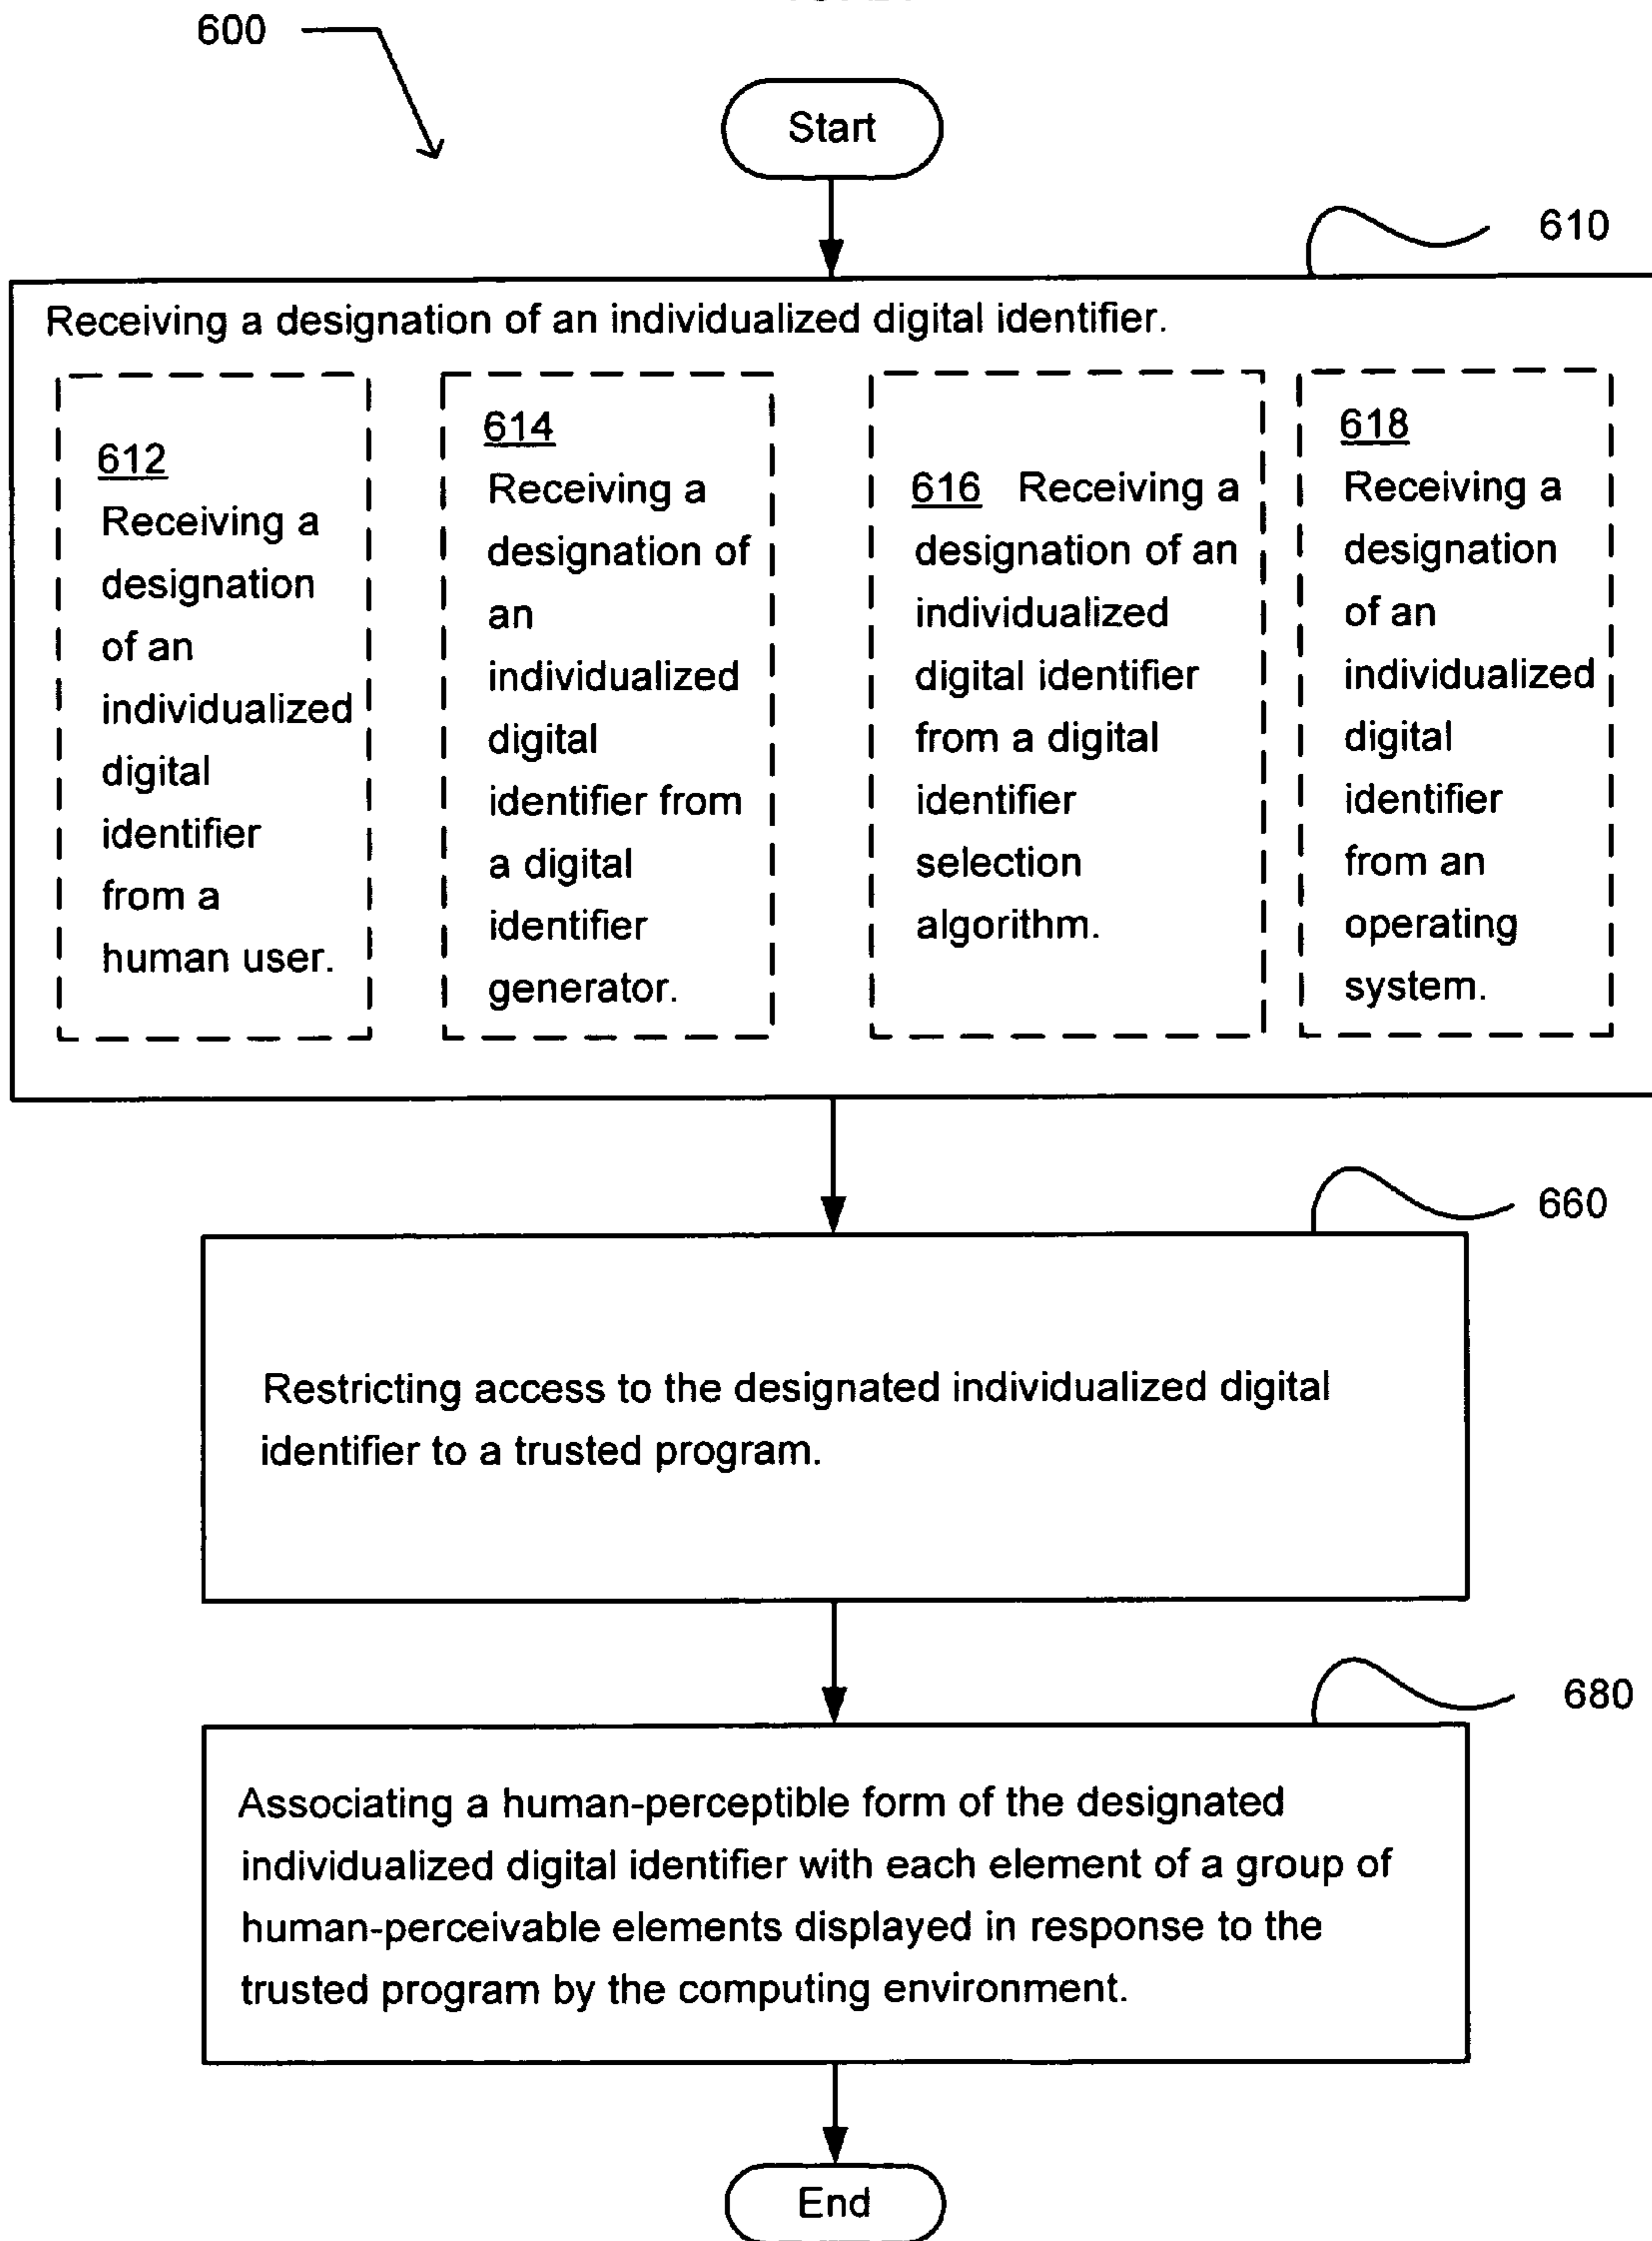 600
Start
610
Receiving a designation of an individualized digital identifier.
612
Receiving a
designation
of an
individualized
digital
identifier
from a
human user.
614
Receiving a
designation of
an
individualized
digital
identifier from
a digital
identifier
generator.
616 Receiving a
designation of an
individualized
digital identifier
from a digital
identifier
selection
algorithm.
618
Receiving a
designation
of an
individualized
digital
identifier
from an
operating
system.
660
Restricting access to the designated individualized digital
identifier to a trusted program.
680
Associating a human-perceptible form of the designated
individualized digital identifier with each element of a group of
human-perceivable elements displayed in response to the
trusted program by the computing environment.
End